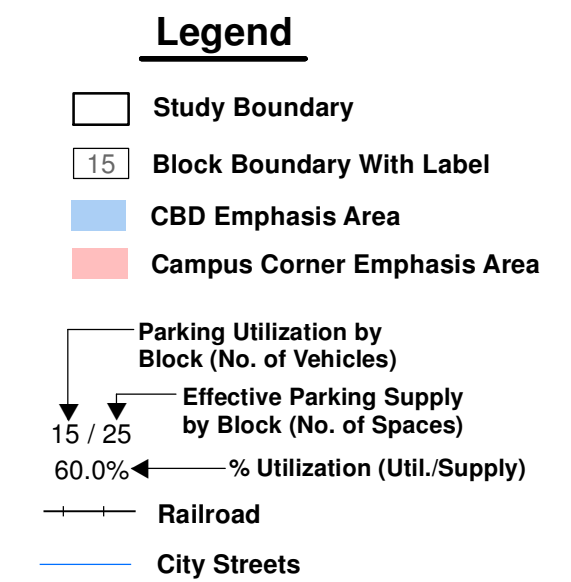 Legend
Study Boundary
15 Block Boundary With Label
CBD Emphasis Area
Campus Corner Emphasis Area
Parking Utilization by
Block (No. of Vehicles)
Effective Parking Supply
by Block (No. of Spaces)
15 / 25
60.0% % Utilization (Util./Supply)
Railroad
City Streets